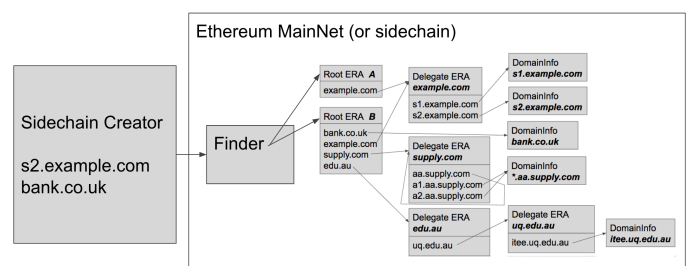 Ethereum MainNet (or sidechain)
Sidechain Creator
s2.example.com
bank.co.uk
Finder
Root ERA A
example.com
Root ERA B
bank.co.uk
example.com
supply.com
edu.au
Delegate ERA
example.com
s1.example.com
s2.example.com
Delegate ERA
supply.com
aa.supply.com
a1.aa.supply.com
a2.aa.supply.com
Delegate ERA
edu.au
uq.edu.au
Delegate ERA
uq.edu.au
itee.uq.edu.au
DomainInfo
s1.example.com
DomainInfo
s2.example.com
DomainInfo
bank.co.uk
DomainInfo
*.aa.supply.com
DomainInfo
itee.uq.edu.au